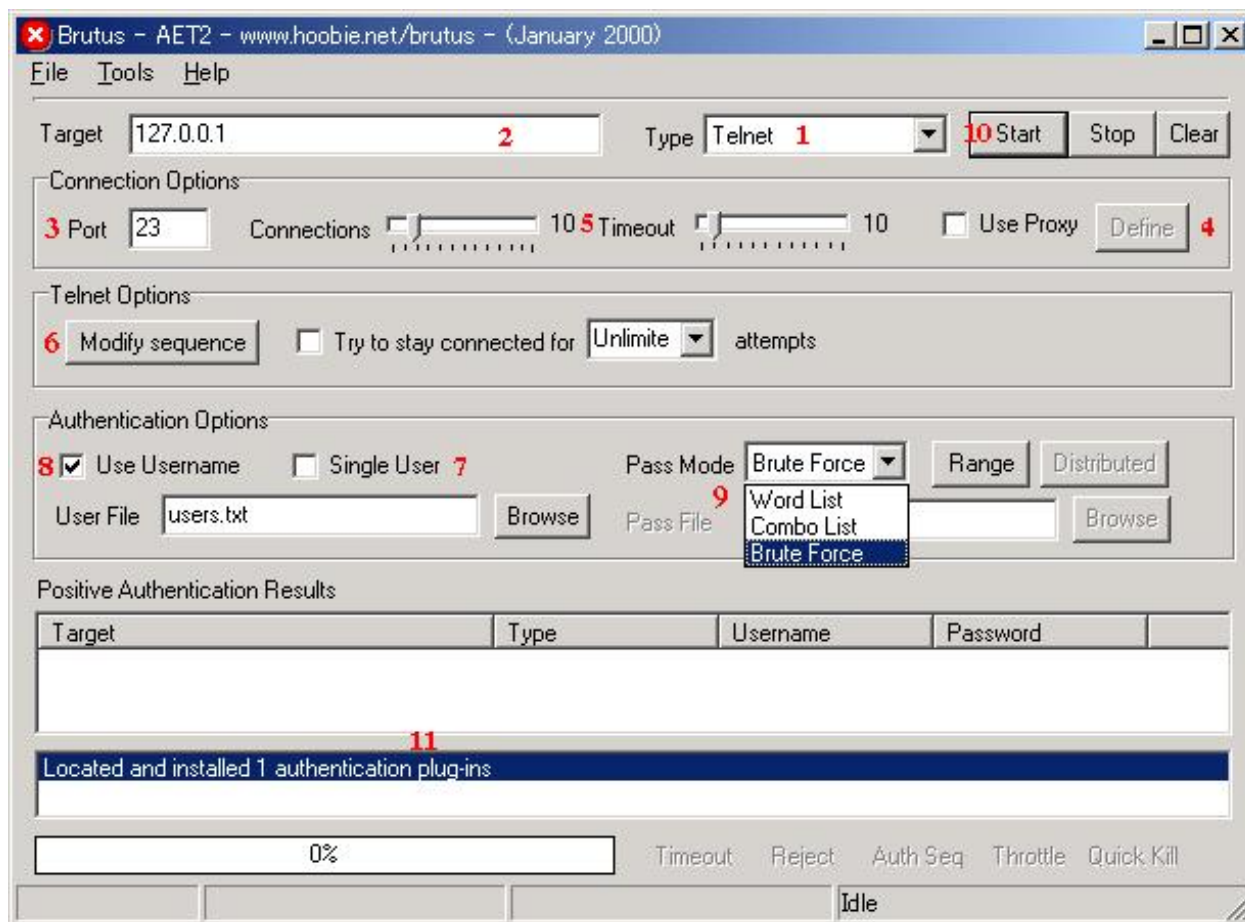 Brutus - AET2 - www.hoobie.net/brutus - (January 2000)
File Tools Help
Target 127.0.0.1 2 Type Telnet 1 10 Start Stop Clear
Connection Options
3 Port 23 Connections 10 5 Timeout 10 Use Proxy Define 4
Telnet Options
6 Modify sequence Try to stay connected for Unlimite attempts
Authentication Options
8 Use Username Single User 7 Pass Mode Brute Force Range Distributed
User File users.txt Browse 9 Pass File Browse
Word List
Combo List
Brute Force
Positive Authentication Results
Target Type Username Password
11
Located and installed 1 authentication plug-ins
0% Timeout Reject Auth Seq Throttle Quick Kill
Idle